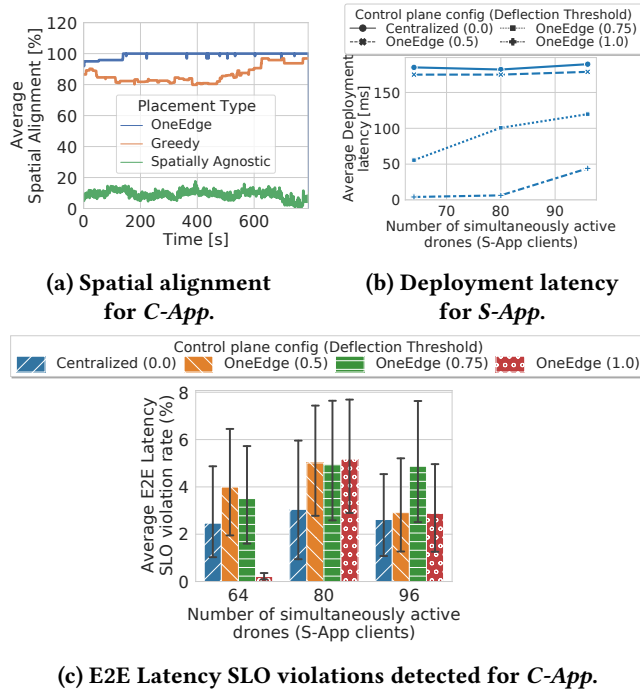 120
100
80
60
40
20
0
Average
Spatial Alignment [%]
Placement Type
OneEdge
Greedy
Spatially Agnostic
0
200
400
600
Time [s]
(a) Spatial alignment
for C-App.
Control plane config (Deflection Threshold)
Centralized (0.0)
OneEdge (0.75)
OneEdge (0.5)
OneEdge (1.0)
Average Deployment
latency [ms]
150
100
50
0
70
80
90
Number of simultaneously active
drones (S-App clients)
(b) Deployment latency
for S-App.
Control plane config (Deflection Threshold)
Centralized (0.0)
OneEdge (0.5)
OneEdge (0.75)
OneEdge (1.0)
Average E2E Latency
SLO violation rate (%)
8
6
4
2
0
64
80
96
Number of simultaneously active
drones (S-App clients)
(c) E2E Latency SLO violations detected for C-App.